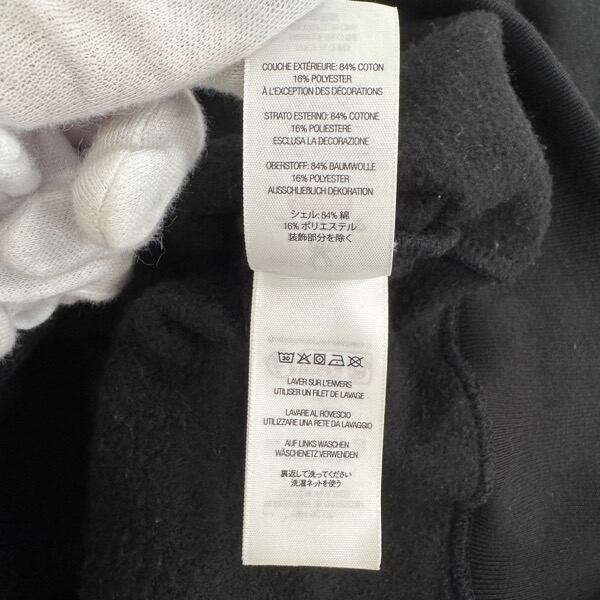 COUCHE EXTÉRIEURE: 84% COTON
16% POLYESTER
À L'EXCEPTION DES DÉCORATIONS
STRATO ESTERNO: 84% COTONE
16% POLIESTERE
ESCLUSA LA DECORAZIONE
OBERSTOFF: 84% BAUMWOLLE
16% POLYESTER
AUSSCHLIEBLICH DEKORATION
シェル: 84% 綿
16% ポリエステル
装飾部分を除く
30
LAVER SUR L'ENVERS
UTILISER UN FILET DE LAVAGE
LAVARE AL ROVESCIO
UTILIZZARE UNA RETE DA LAVAGGIO
AUF LINKS WASCHEN
WÄSCHENETZ VERWENDEN
裏返して洗ってください
洗濯ネットを使う